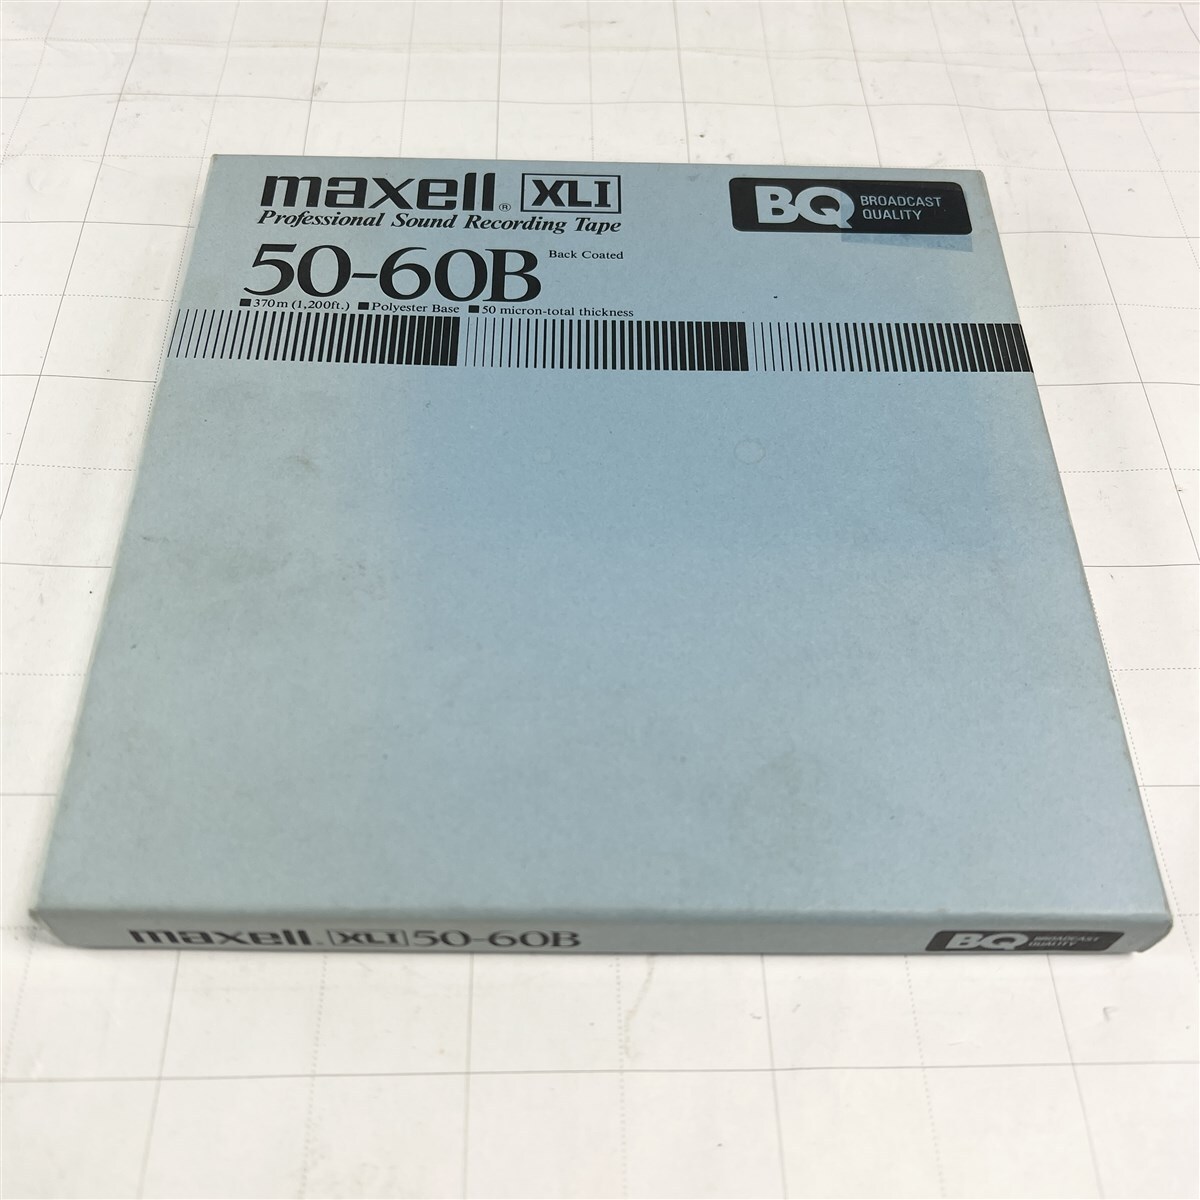 maxell® XLI
Professional Sound Recording Tape
BQ BROADCAST QUALITY
50-60B Back Coated
■ 370m (1,200ft.) ■ Polyester Base ■ 50 micron-total thickness
maxell. XLI 50-60B
BQ BROADCAST QUALITY